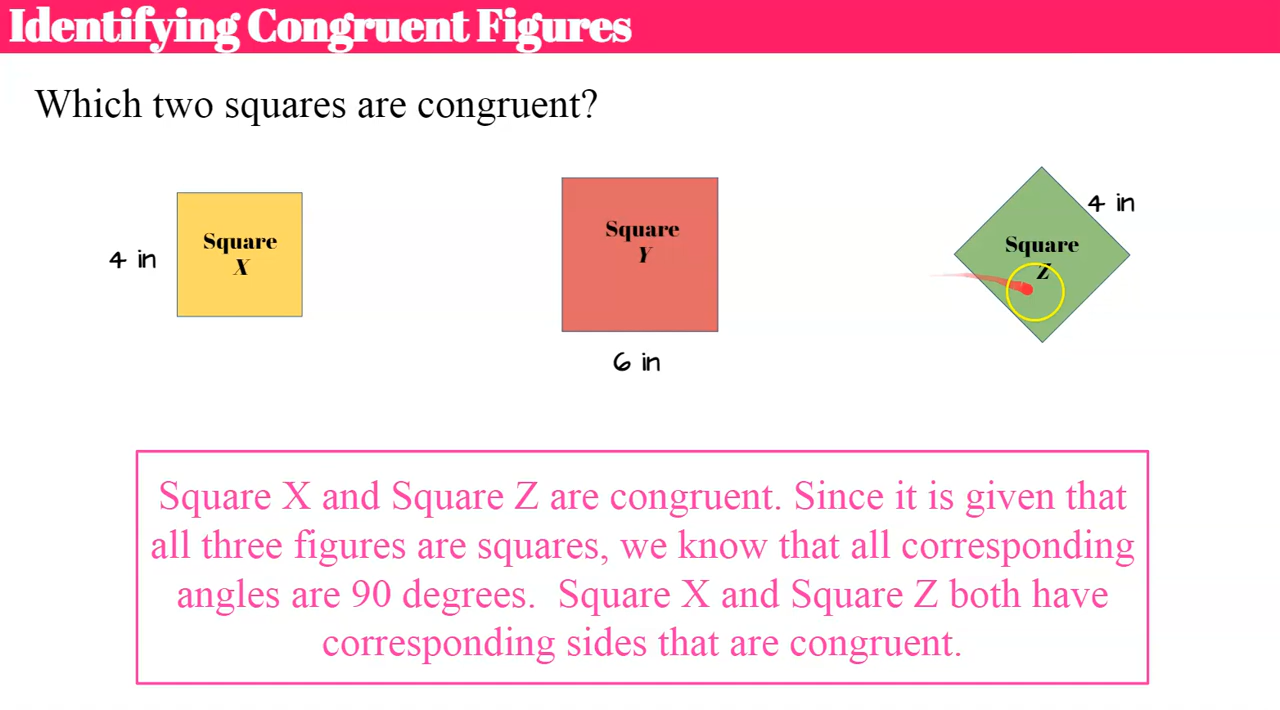 Identifying Congruent Figures
Which two squares are congruent?
Square
X
4 in
Square
Y
6 in
Square
Z
4 in
Square X and Square Z are congruent. Since it is given that
all three figures are squares, we know that all corresponding
angles are 90 degrees.  Square X and Square Z both have
corresponding sides that are congruent.